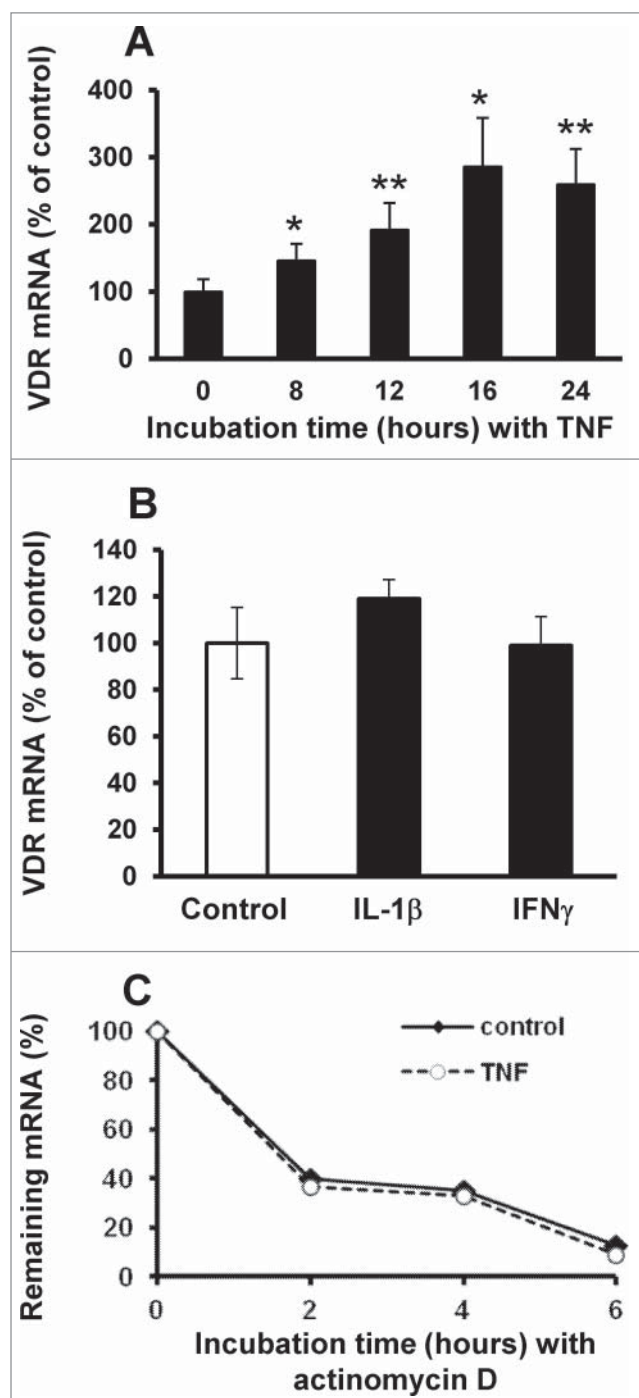 A
VDR mRNA (% of control)
400
300
200
100
0
*
**
*
**
0 8 12 16 24
Incubation time (hours) with TNF
B
VDR mRNA (% of control)
140
120
100
80
60
40
20
0
Control IL-1β IFNγ
C
Remaining mRNA (%)
100
80
60
40
20
0
control
TNF
0 2 4 6
Incubation time (hours) with
actinomycin D